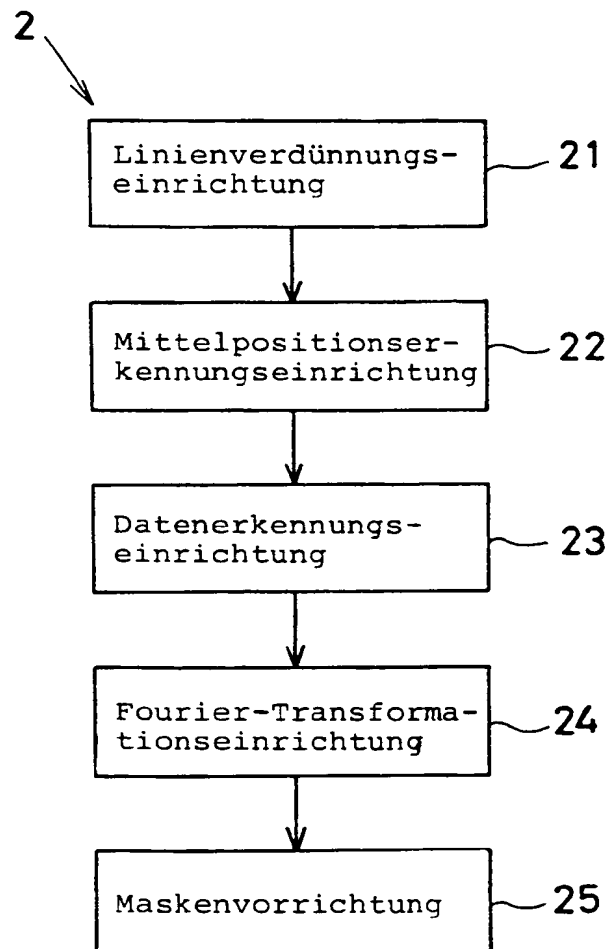 2
Linienverdünnungs-
einrichtung
21
Mittelpositionser-
kennungseinrichtung
22
Datenerkennungs-
einrichtung
23
Fourier-Transforma-
tionseinrichtung
24
Maskenvorrichtung
25